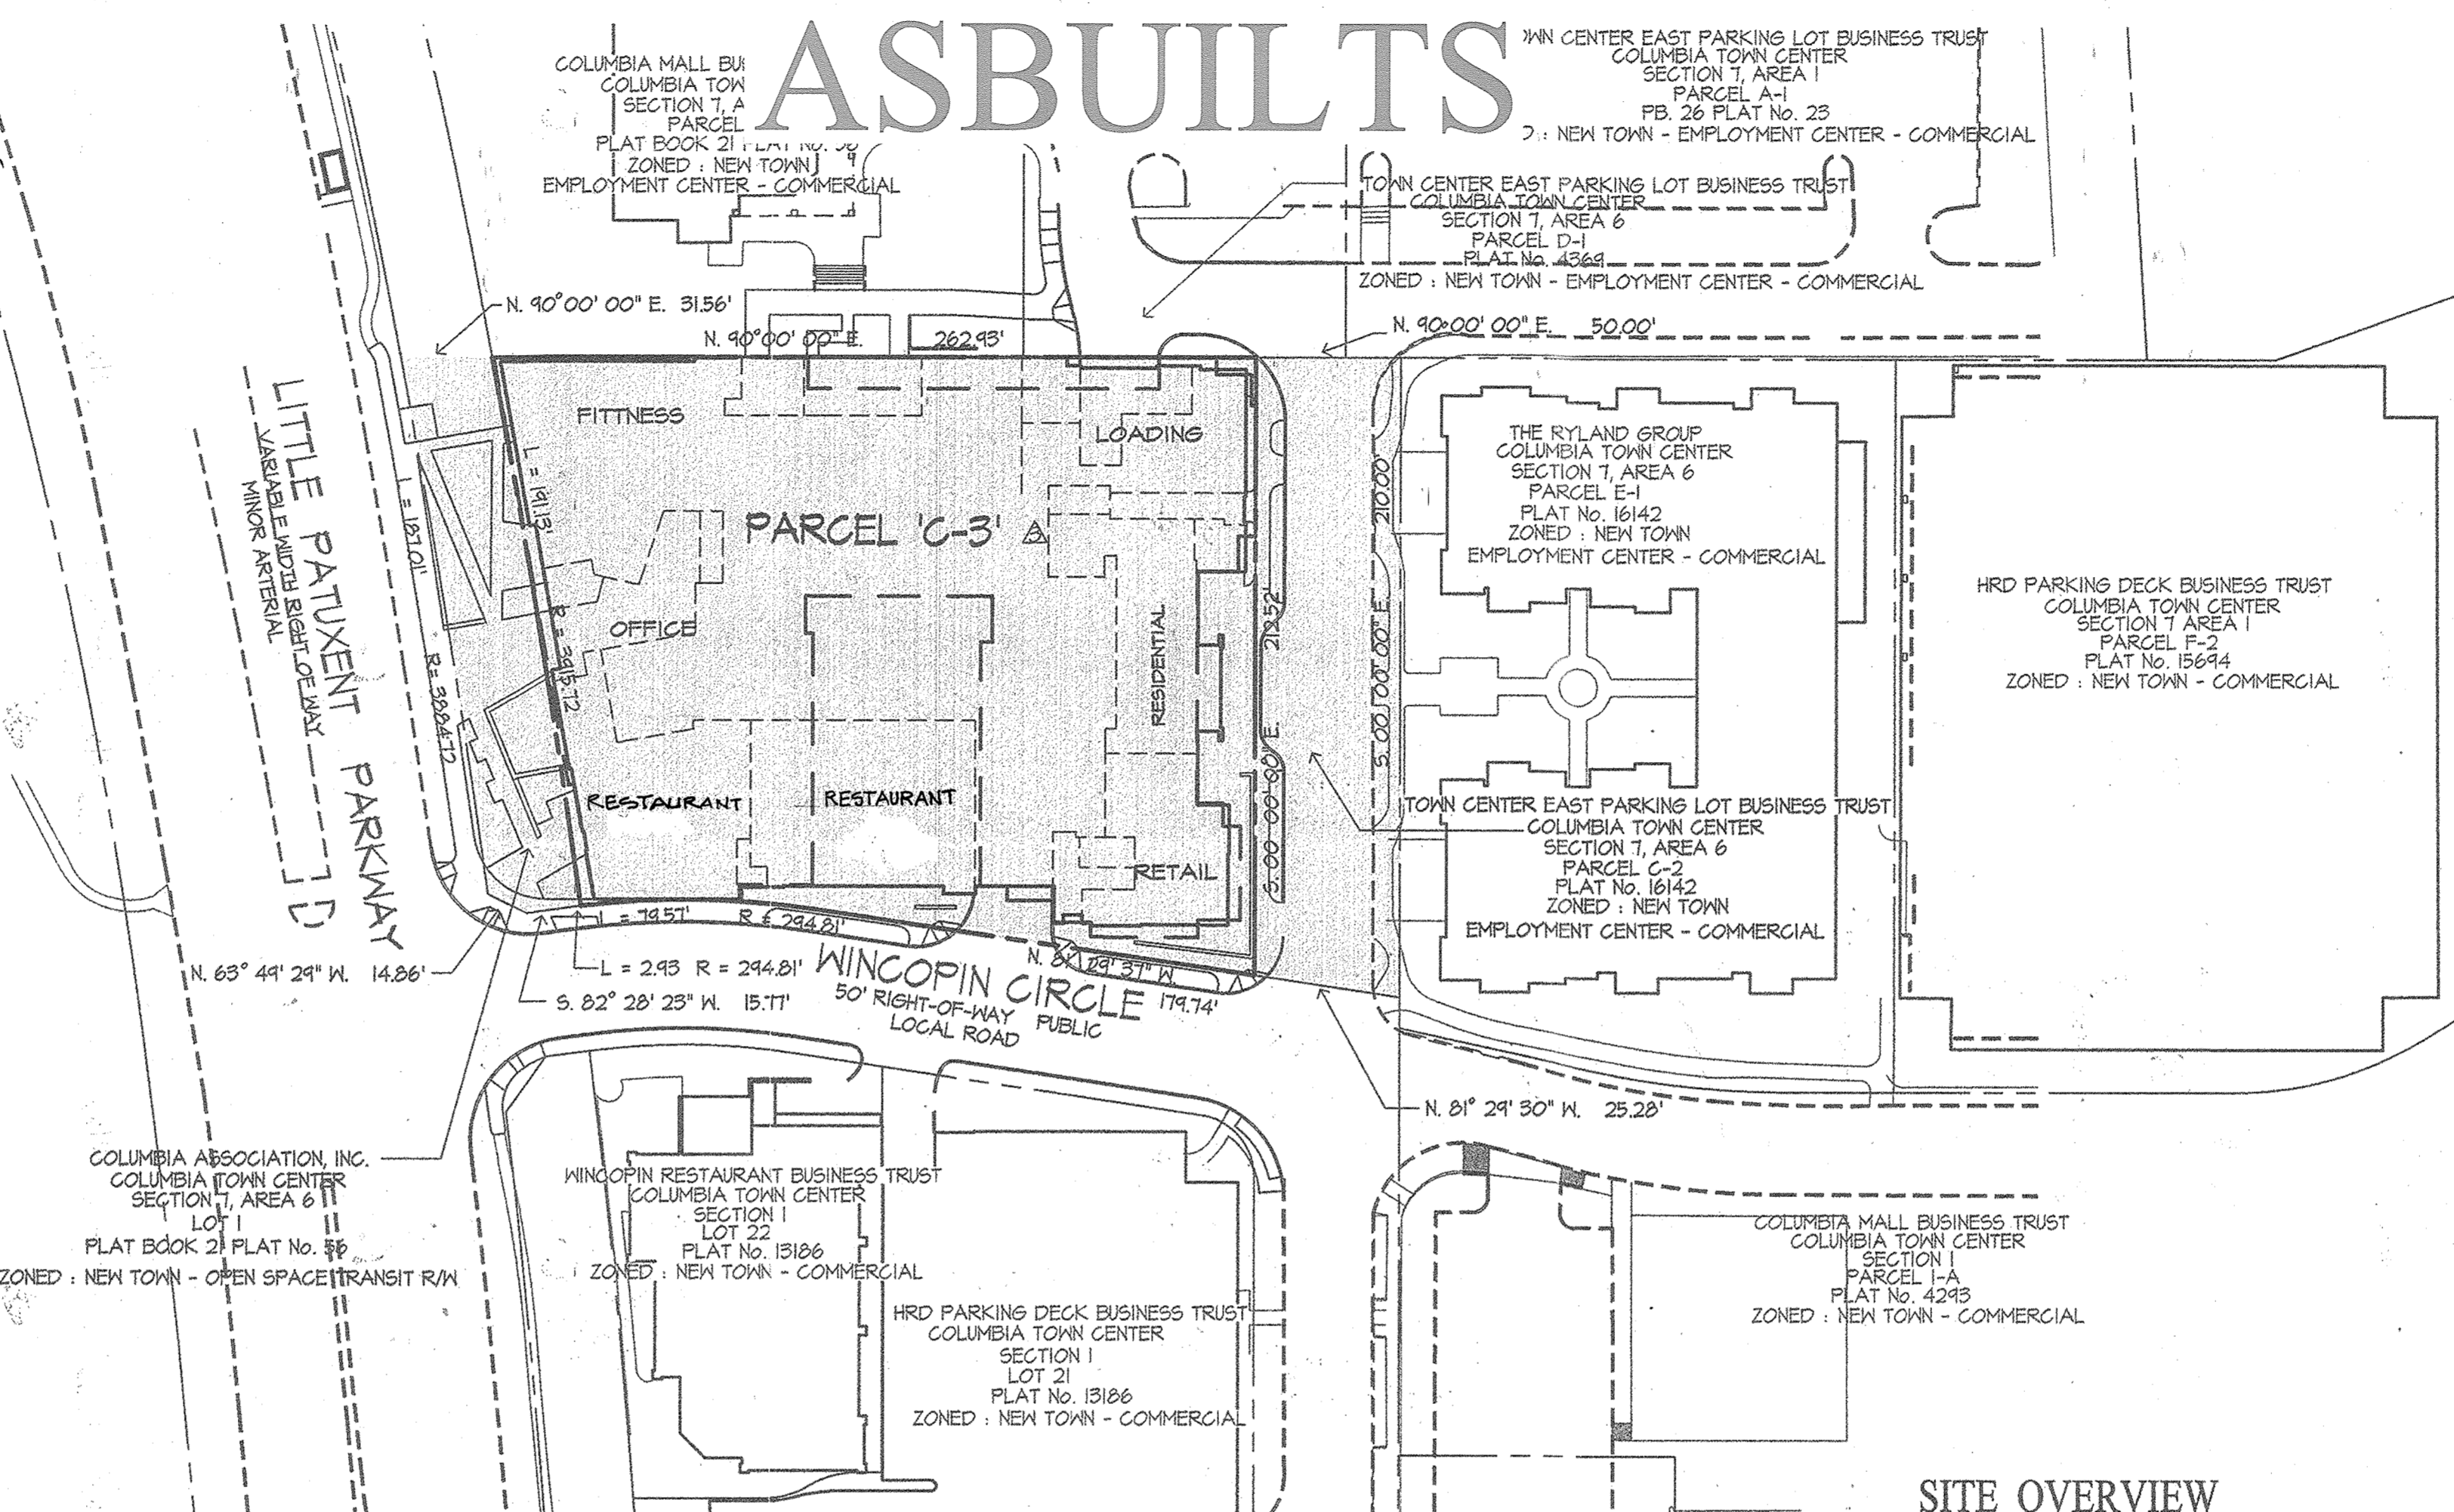 ASBUILTS
COLUMBIA MALL BU
COLUMBIA TOW
SECTION 7, A
PARCEL
PLAT BOOK 21 PLAT No. 56
ZONED : NEW TOWN
EMPLOYMENT CENTER - COMMERCIAL
WN CENTER EAST PARKING LOT BUSINESS TRUST
COLUMBIA TOWN CENTER
SECTION 7, AREA 1
PARCEL A-1
PB. 26 PLAT No. 23
: NEW TOWN - EMPLOYMENT CENTER - COMMERCIAL
TOWN CENTER EAST PARKING LOT BUSINESS TRUST
COLUMBIA TOWN CENTER
SECTION 7, AREA 6
PARCEL D-1
PLAT No. 4369
ZONED : NEW TOWN - EMPLOYMENT CENTER - COMMERCIAL
N. 90°00' 00" E. 31.56'
N. 90°00' 00" E. 262.93'
N. 90°00' 00" E. 50.00'
FITTNESS
LOADING
PARCEL 'C-3'
3
OFFICE
RESIDENTIAL
RESTAURANT
RESTAURANT
RETAIL
L = 191.13'
R = 3915.72
L = 187.01'
R = 3884.72
S. 00° 00' 00" E. 212.52'
S. 00° 00' 00" E. 210.00'
LITTLE PATUXENT PARKWAY
VARIABLE WIDTH RIGHT OF WAY
MINOR ARTERIAL
THE RYLAND GROUP
COLUMBIA TOWN CENTER
SECTION 7, AREA 6
PARCEL E-1
PLAT No. 16142
ZONED : NEW TOWN
EMPLOYMENT CENTER - COMMERCIAL
HRD PARKING DECK BUSINESS TRUST
COLUMBIA TOWN CENTER
SECTION 7 AREA 1
PARCEL F-2
PLAT No. 15694
ZONED : NEW TOWN - COMMERCIAL
TOWN CENTER EAST PARKING LOT BUSINESS TRUST
COLUMBIA TOWN CENTER
SECTION 7, AREA 6
PARCEL C-2
PLAT No. 16142
ZONED : NEW TOWN
EMPLOYMENT CENTER - COMMERCIAL
L = 79.57' R = 294.81'
N. 63° 49' 29" W. 14.86'
L = 2.93 R = 294.81'
S. 82° 28' 23" W. 15.77'
WINCOPIN CIRCLE
50' RIGHT-OF-WAY PUBLIC
LOCAL ROAD
N. 81° 29' 37" W. 179.74'
N. 81° 29' 30" W. 25.28'
COLUMBIA ASSOCIATION, INC.
COLUMBIA TOWN CENTER
SECTION 7, AREA 6
LOT 1
PLAT BOOK 21 PLAT No. 56
ZONED : NEW TOWN - OPEN SPACE TRANSIT R/W
WINCOPIN RESTAURANT BUSINESS TRUST
COLUMBIA TOWN CENTER
SECTION 1
LOT 22
PLAT No. 13186
ZONED : NEW TOWN - COMMERCIAL
HRD PARKING DECK BUSINESS TRUST
COLUMBIA TOWN CENTER
SECTION 1
LOT 21
PLAT No. 13186
ZONED : NEW TOWN - COMMERCIAL
COLUMBIA MALL BUSINESS TRUST
COLUMBIA TOWN CENTER
SECTION 1
PARCEL 1-A
PLAT No. 4293
ZONED : NEW TOWN - COMMERCIAL
SITE OVERVIEW